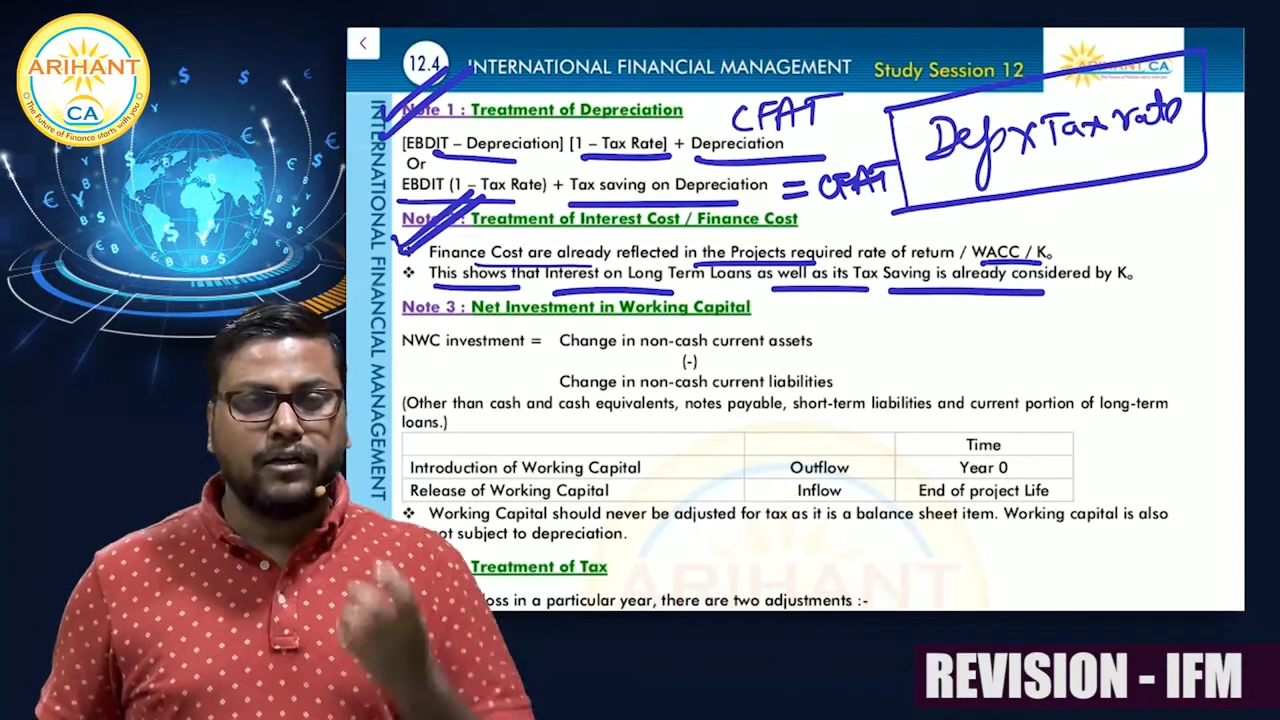 ARIHANT
CA
The Future of Finance starts with you
12.4 INTERNATIONAL FINANCIAL MANAGEMENT Study Session 12
ARIHANT CA
INTERNATIONAL FINANCIAL MANAGEMENT
Note 1 : Treatment of Depreciation
CFAT
Dep x Tax rate
[EBDIT – Depreciation] [1 – Tax Rate] + Depreciation
Or
EBDIT (1 – Tax Rate) + Tax saving on Depreciation = CFAT
Treatment of Interest Cost / Finance Cost
❖ Finance Cost are already reflected in the Projects required rate of return / WACC / Kₒ
❖ This shows that Interest on Long Term Loans as well as its Tax Saving is already considered by Kₒ
Note 3 : Net Investment in Working Capital
NWC investment = Change in non-cash current assets
(-)
Change in non-cash current liabilities
(Other than cash and cash equivalents, notes payable, short-term liabilities and current portion of long-term
loans.)
Time
Introduction of Working Capital Outflow Year 0
Release of Working Capital Inflow End of project Life
❖ Working Capital should never be adjusted for tax as it is a balance sheet item. Working capital is also
not subject to depreciation.
Treatment of Tax
loss in a particular year, there are two adjustments :-
ARIHANT
REVISION - IFM